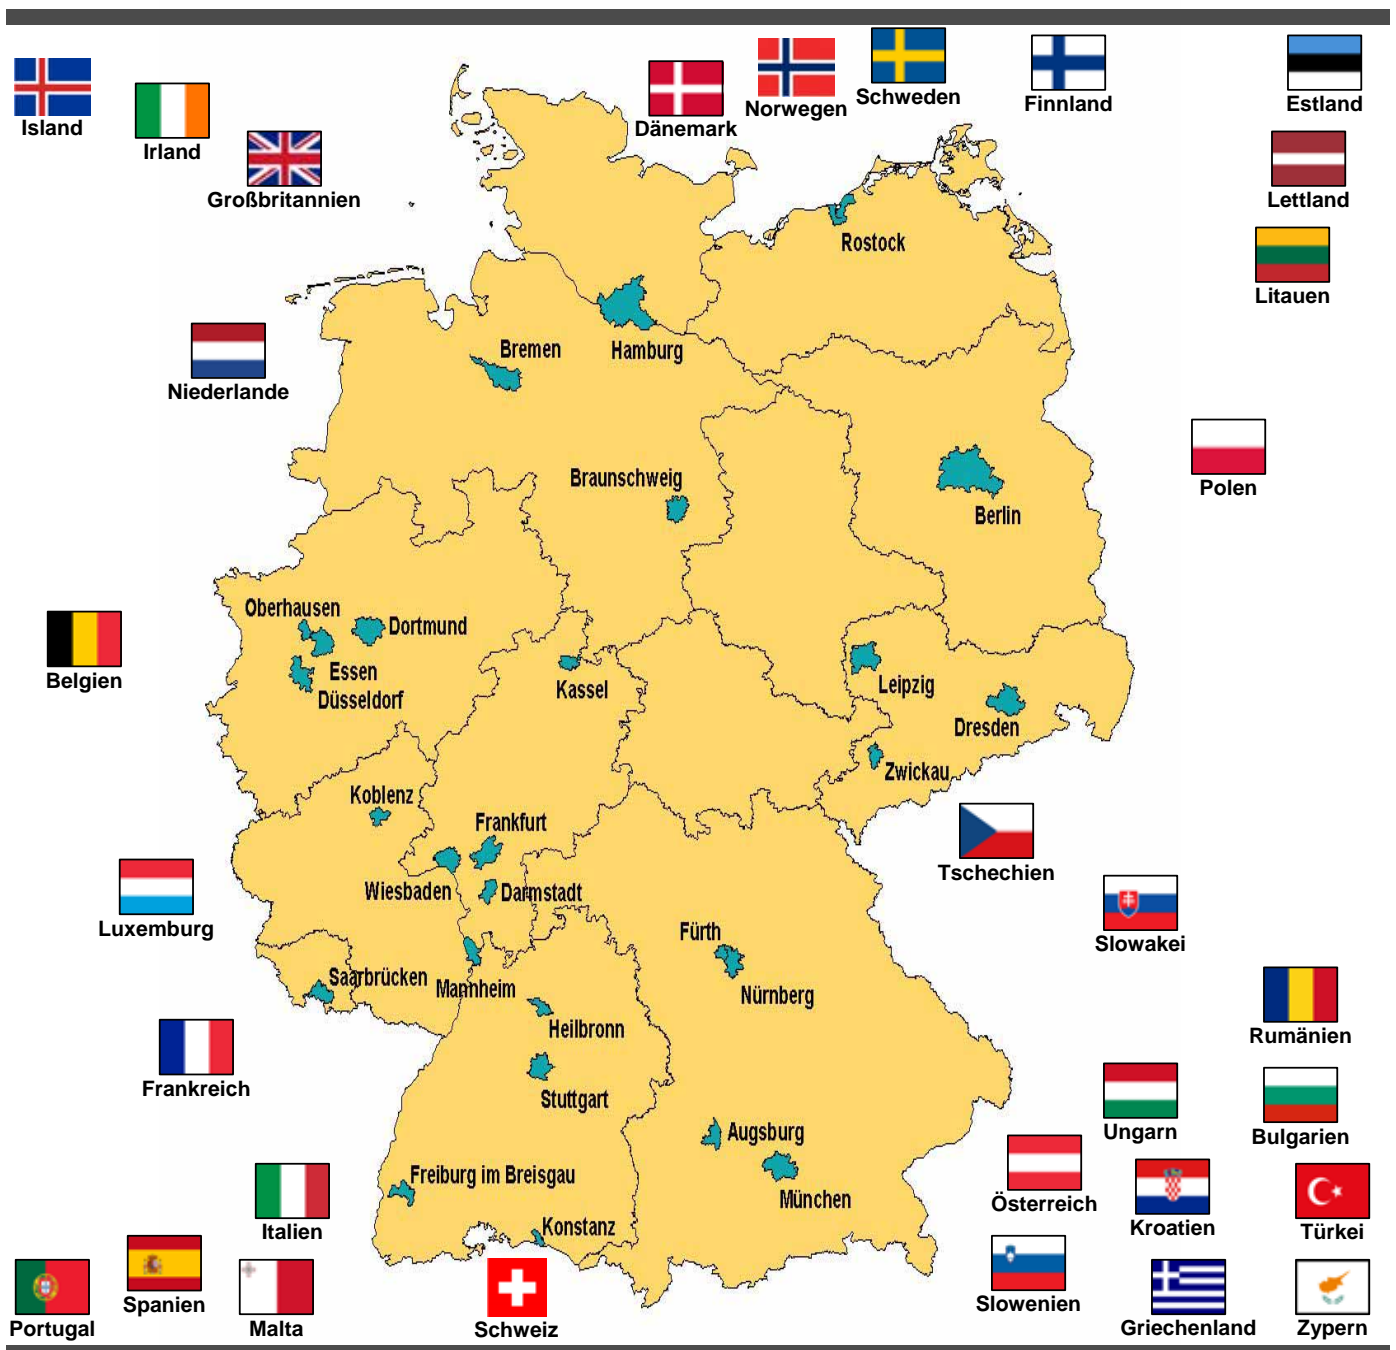 Island
Irland
Großbritannien
Dänemark
Norwegen
Schweden
Finnland
Estland
Lettland
Litauen
Rostock
Hamburg
Bremen
Niederlande
Polen
Braunschweig
Berlin
Oberhausen
Dortmund
Essen
Düsseldorf
Belgien
Kassel
Leipzig
Dresden
Zwickau
Koblenz
Frankfurt
Wiesbaden
Darmstadt
Tschechien
Luxemburg
Slowakei
Fürth
Nürnberg
Saarbrücken
Mannheim
Heilbronn
Stuttgart
Frankreich
Rumänien
Ungarn
Bulgarien
Augsburg
München
Freiburg im Breisgau
Konstanz
Österreich
Kroatien
Türkei
Italien
Spanien
Portugal
Malta
Schweiz
Slowenien
Griechenland
Zypern